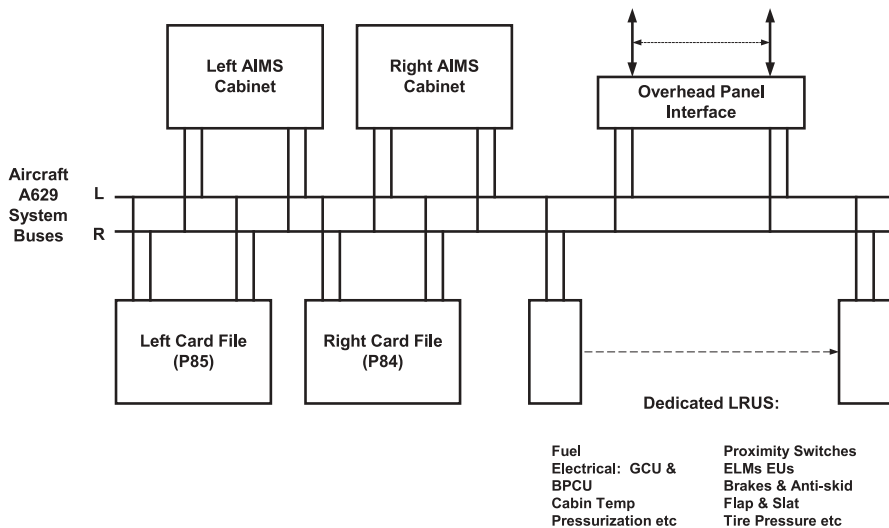 Left AIMS
Cabinet
Right AIMS
Cabinet
Overhead Panel
Interface
Aircraft
A629
System
Buses
L
R
Left Card File
(P85)
Right Card File
(P84)
Dedicated LRUS:
Fuel
Electrical: GCU &
BPCU
Cabin Temp
Pressurization etc
Proximity Switches
ELMs EUs
Brakes & Anti-skid
Flap & Slat
Tire Pressure etc